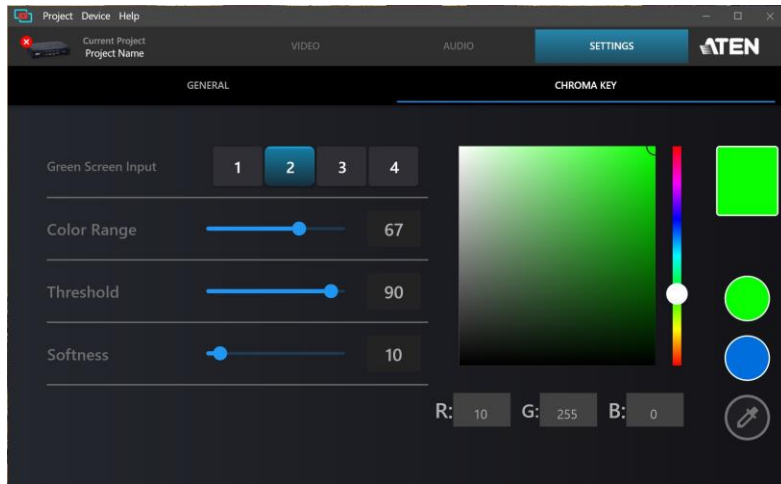 Project Device Help
Current Project
Project Name
VIDEO
AUDIO
SETTINGS
ATEN
GENERAL
CHROMA KEY
Green Screen Input
1
2
3
4
Color Range
67
Threshold
90
Softness
10
R: 10 G: 255 B: 0